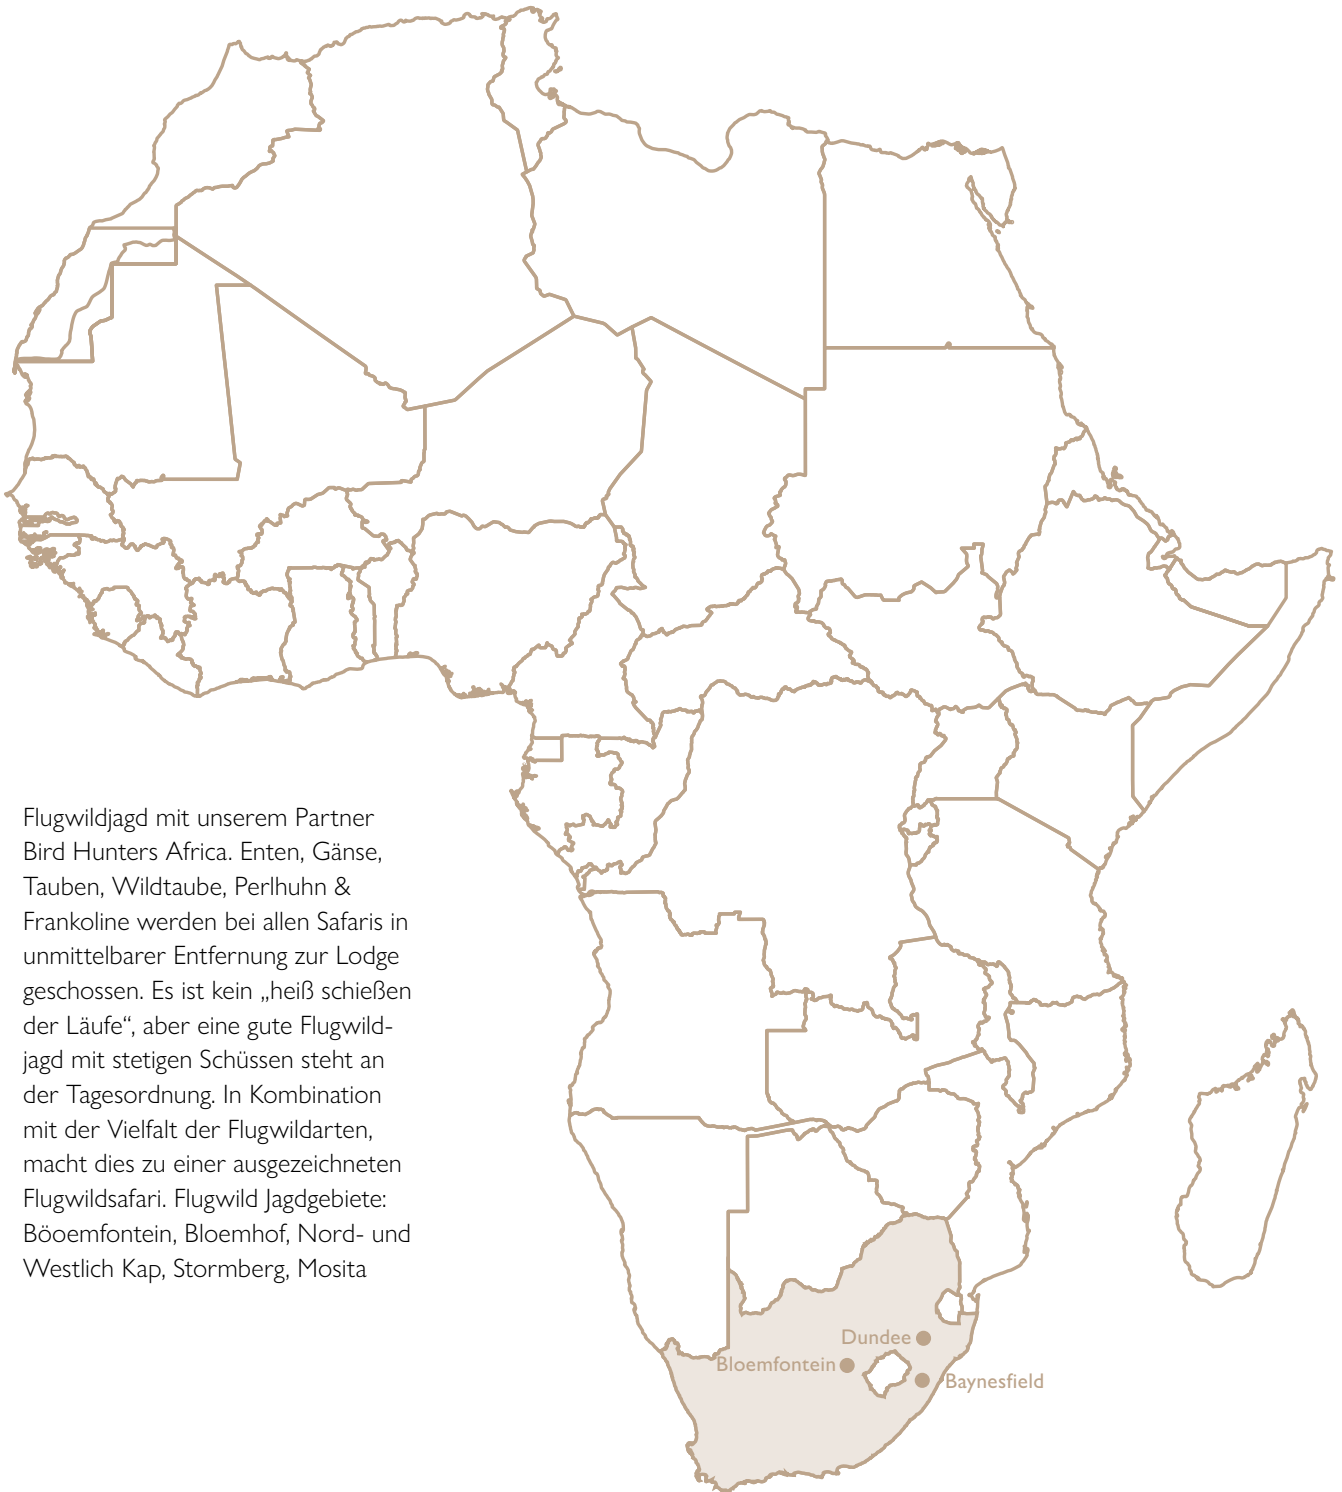 Flugwildjagd mit unserem Partner
Bird Hunters Africa. Enten, Gänse,
Tauben, Wildtaube, Perlhuhn &
Frankoline werden bei allen Safaris in
unmittelbarer Entfernung zur Lodge
geschossen. Es ist kein „heiß schießen
der Läufe“, aber eine gute Flugwild-
jagd mit stetigen Schüssen steht an
der Tagesordnung. In Kombination
mit der Vielfalt der Flugwildarten,
macht dies zu einer ausgezeichneten
Flugwildsafari. Flugwild Jagdgebiete:
Böoemfontein, Bloemhof, Nord- und
Westlich Kap, Stormberg, Mosita
Dundee
Bloemfontein
Baynesfield